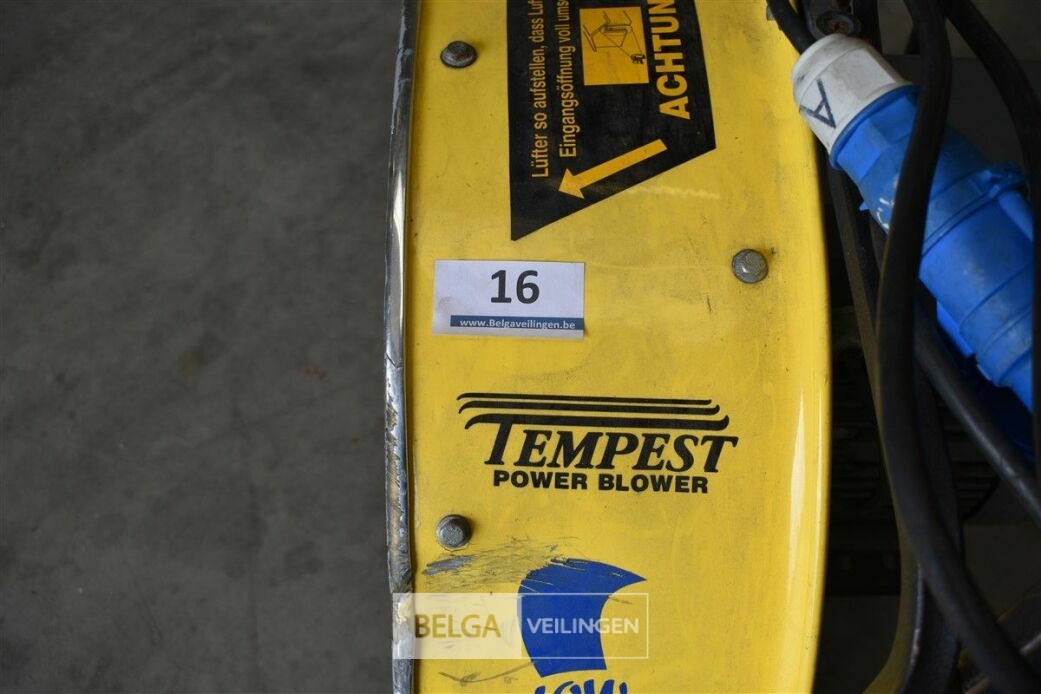 Lüfter so aufstellen, dass
Eingangsöffnung voll
ACHTUN
A
16
www.Belgaveilingen.be
TEMPEST
POWER BLOWER
BELGA VEILINGEN